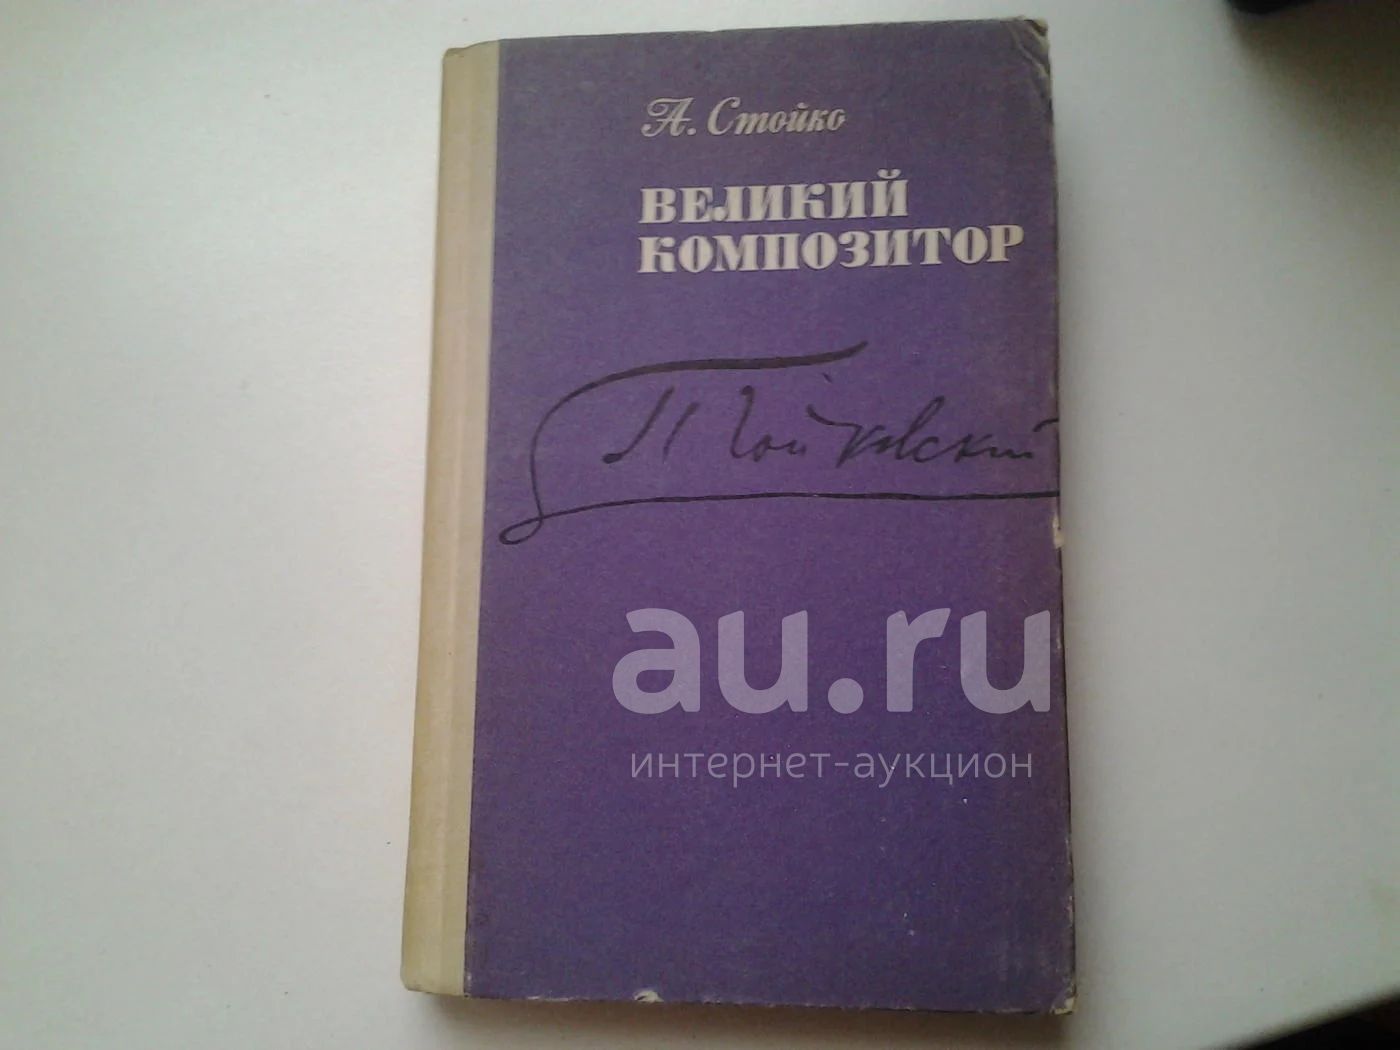 А. Стойко
ВЕЛИКИЙ
КОМПОЗИТОР
П Чайковский
au.ru
интернет-аукцион